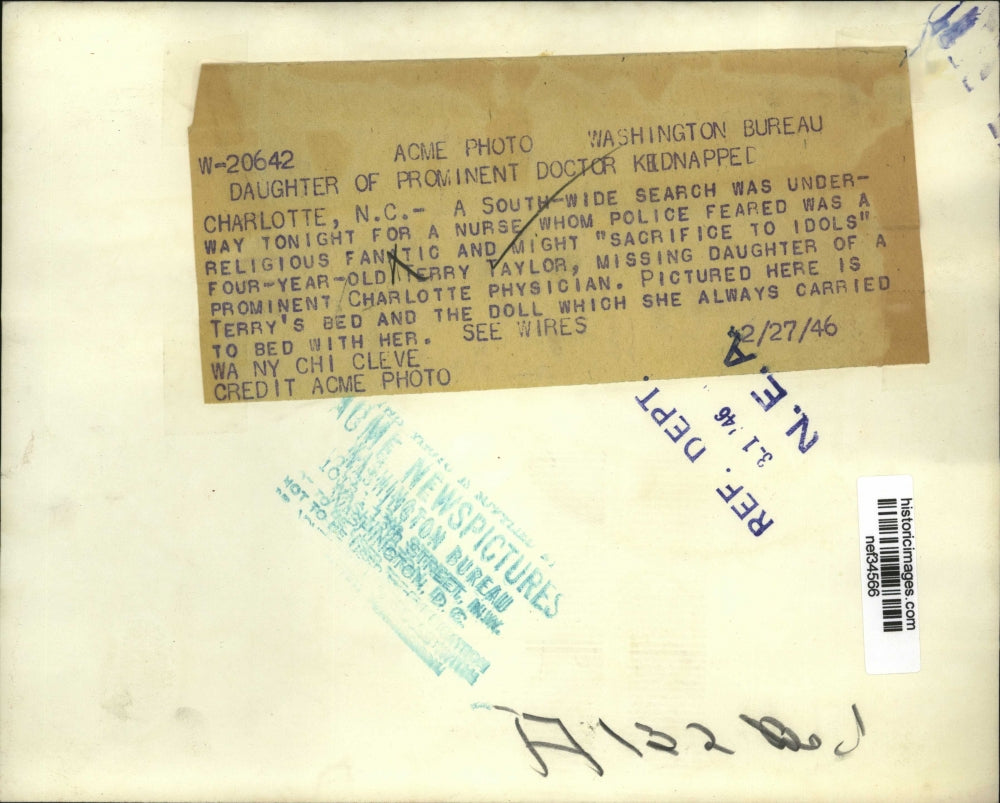 W-20642 ACME PHOTO WASHINGTON BUREAU
DAUGHTER OF PROMINENT DOCTOR KIDNAPPED
CHARLOTTE, N.C.- A SOUTH-WIDE SEARCH WAS UNDER-
WAY TONIGHT FOR A NURSE WHOM POLICE FEARED WAS A
RELIGIOUS FANATIC AND MIGHT "SACRIFICE TO IDOLS"
FOUR-YEAR-OLD TERRY TAYLOR, MISSING DAUGHTER OF A
PROMINENT CHARLOTTE PHYSICIAN. PICTURED HERE IS
TERRY'S BED AND THE DOLL WHICH SHE ALWAYS CARRIED
TO BED WITH HER. SEE WIRES 2/27/46
WA NY CHI CLEVE
CREDIT ACME PHOTO
REF. DEPT.
3-1 '46
N. E. A.
ACME NEWSPICTURES
WASHINGTON BUREAU
STREET, N.W.
WASHINGTON, D.C.
historicimages.com
nef34566
A132